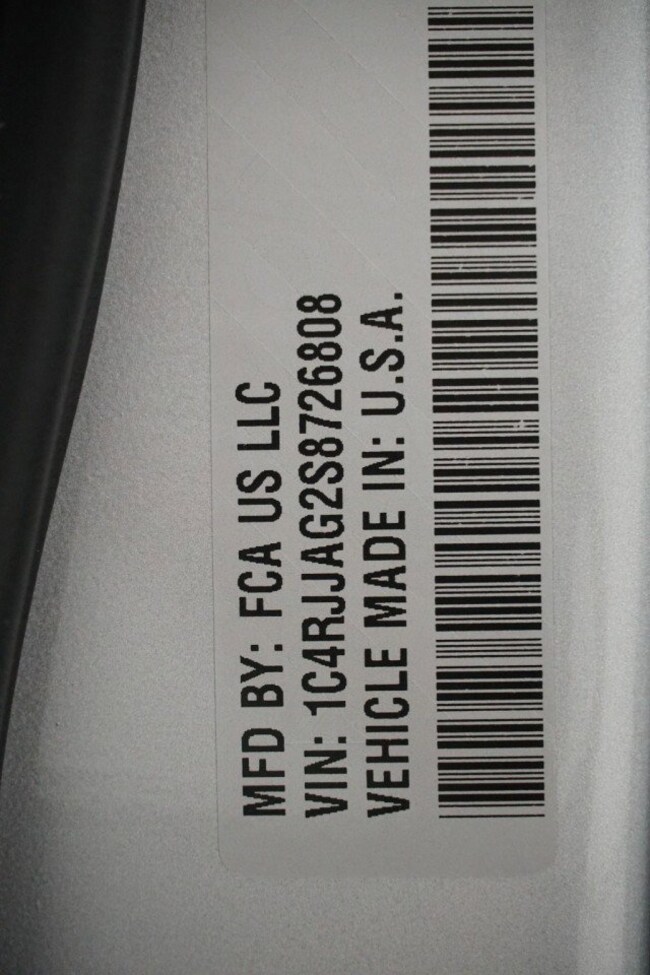 MFD BY: FCA US LLC
VIN: 1C4RJJAG2S8726808
VEHICLE MADE IN: U.S.A.